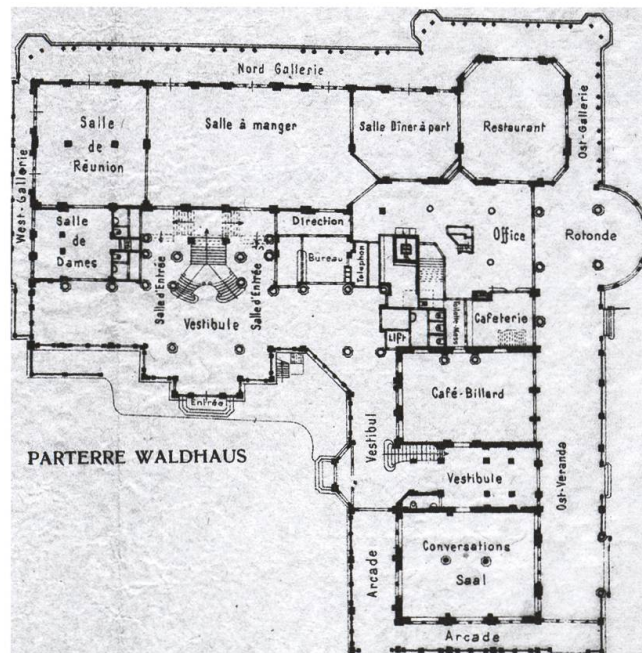 Nord Gallerie
Ost-Gallerie
West-Gallerie
Salle
de
Réunion
Salle à manger
Salle Dîner à part
Restaurant
Salle
de
Dames
Direction
Bureau
Telephon
Office
Rotonde
Salle d'Entrée
Salle d'Entrée
Vestibule
Lift
Cafeterie
Entrée
Café-Billard
PARTERRE WALDHAUS
Vestibul
Vestibule
Ost-Veranda
Conversations
Saal
Arcade
Arcade